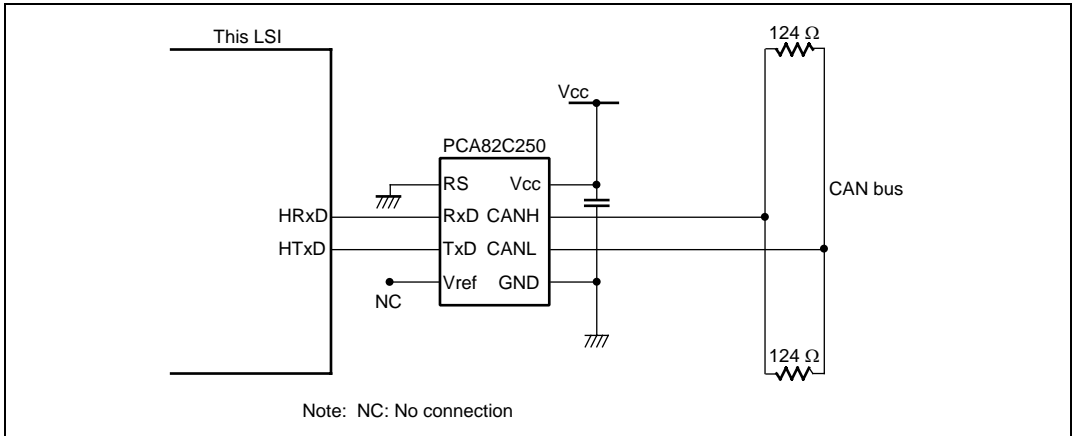 This LSI
124 Ω
Vcc
PCA82C250
RS Vcc
CAN bus
HRxD RxD CANH
HTxD TxD CANL
Vref GND
NC
124 Ω
Note: NC: No connection